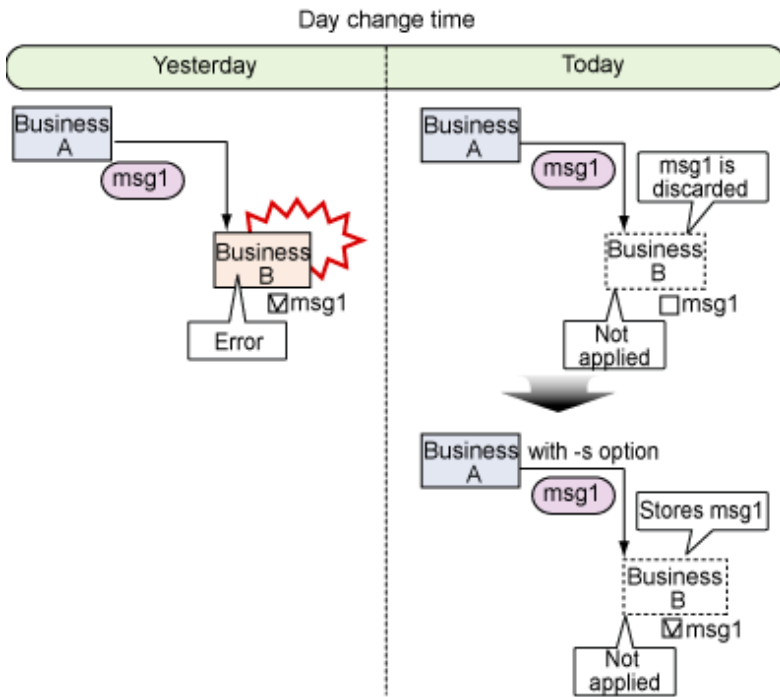 Day change time
Yesterday
Today
Business
A
msg1
Business
B
msg1
Error
Business
A
msg1
msg1 is
discarded
Business
B
msg1
Not
applied
Business
A
with -s option
msg1
Stores msg1
Business
B
msg1
Not
applied